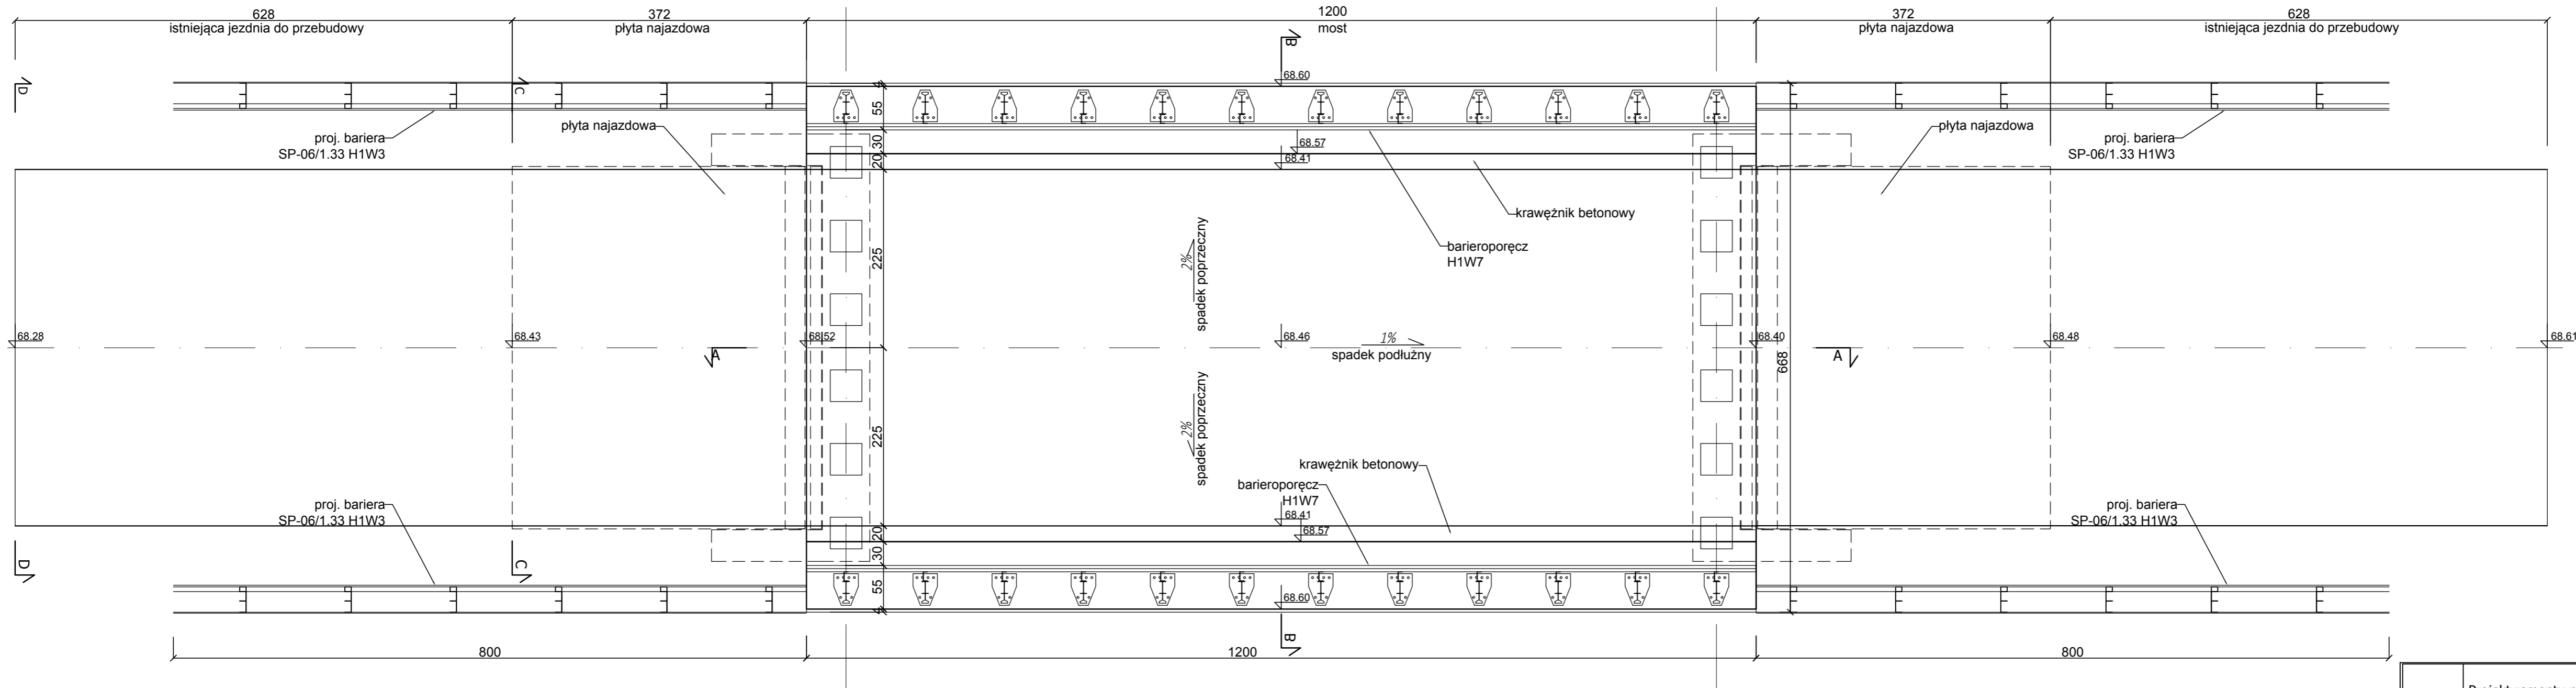 628
372
1200
372
628
istniejąca jezdnia do przebudowy
płyta najazdowa
most
płyta najazdowa
istniejąca jezdnia do przebudowy
D
C
B
68.60
5
55
30
20
68.57
68.41
proj. bariera
SP-06/1.33 H1W3
płyta najazdowa
płyta najazdowa
proj. bariera
SP-06/1.33 H1W3
krawężnik betonowy
barieroporęcz
H1W7
225
2%
spadek poprzeczny
68.28
68.43
68.52
68.46
1%
spadek podłużny
68.40
68.48
68.61
A
A
668
225
2%
spadek poprzeczny
krawężnik betonowy
barieroporęcz
H1W7
proj. bariera
SP-06/1.33 H1W3
proj. bariera
SP-06/1.33 H1W3
68.41
68.57
20
30
55
5
68.60
D
C
B
800
1200
800